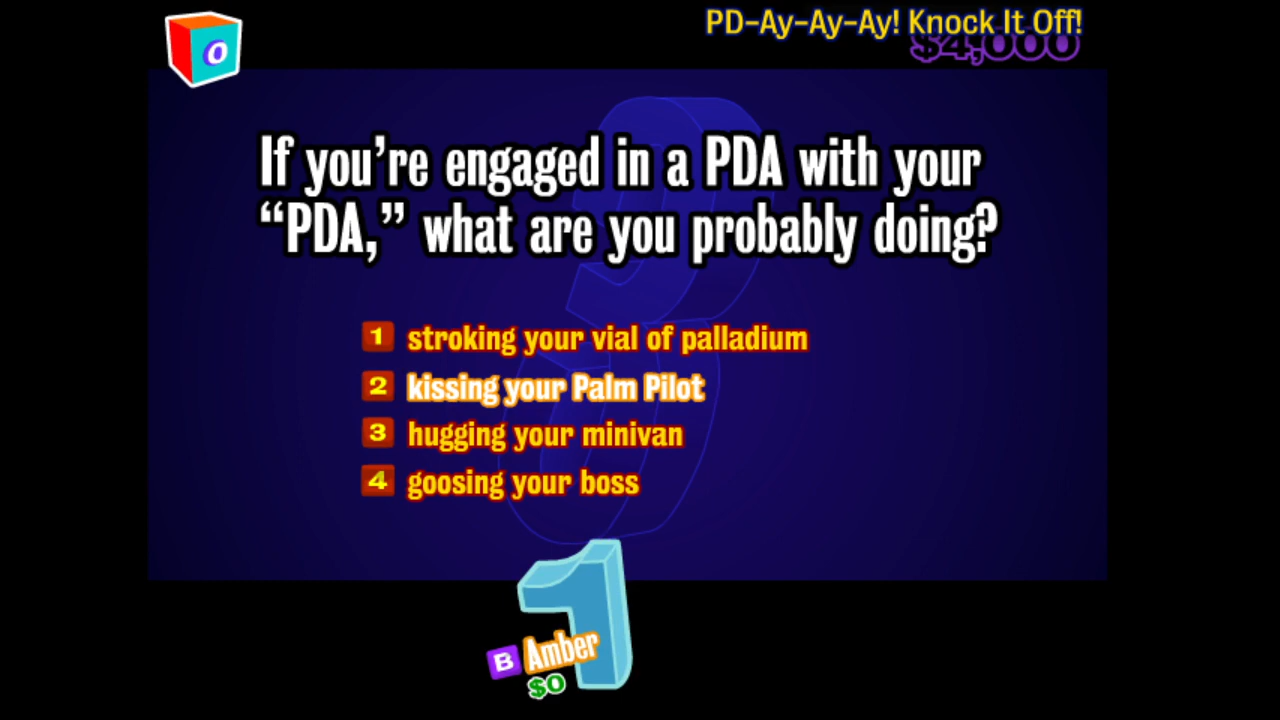 PD-Ay-Ay-Ay! Knock It Off!
$4,000
0
If you're engaged in a PDA with your
“PDA,” what are you probably doing?
1 stroking your vial of palladium
2 kissing your Palm Pilot
3 hugging your minivan
4 goosing your boss
1
B Amber
$0